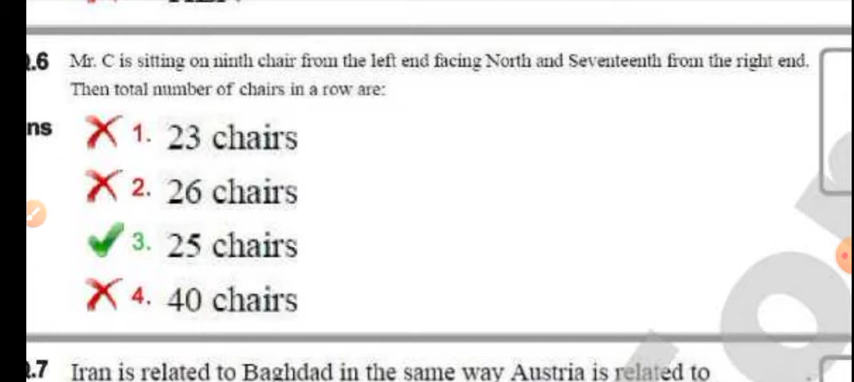 .6 Mr. C is sitting on ninth chair from the left end facing North and Seventeenth from the right end.
Then total number of chairs in a row are:
ns
1. 23 chairs
2. 26 chairs
3. 25 chairs
4. 40 chairs
.7 Iran is related to Baghdad in the same way Austria is related to